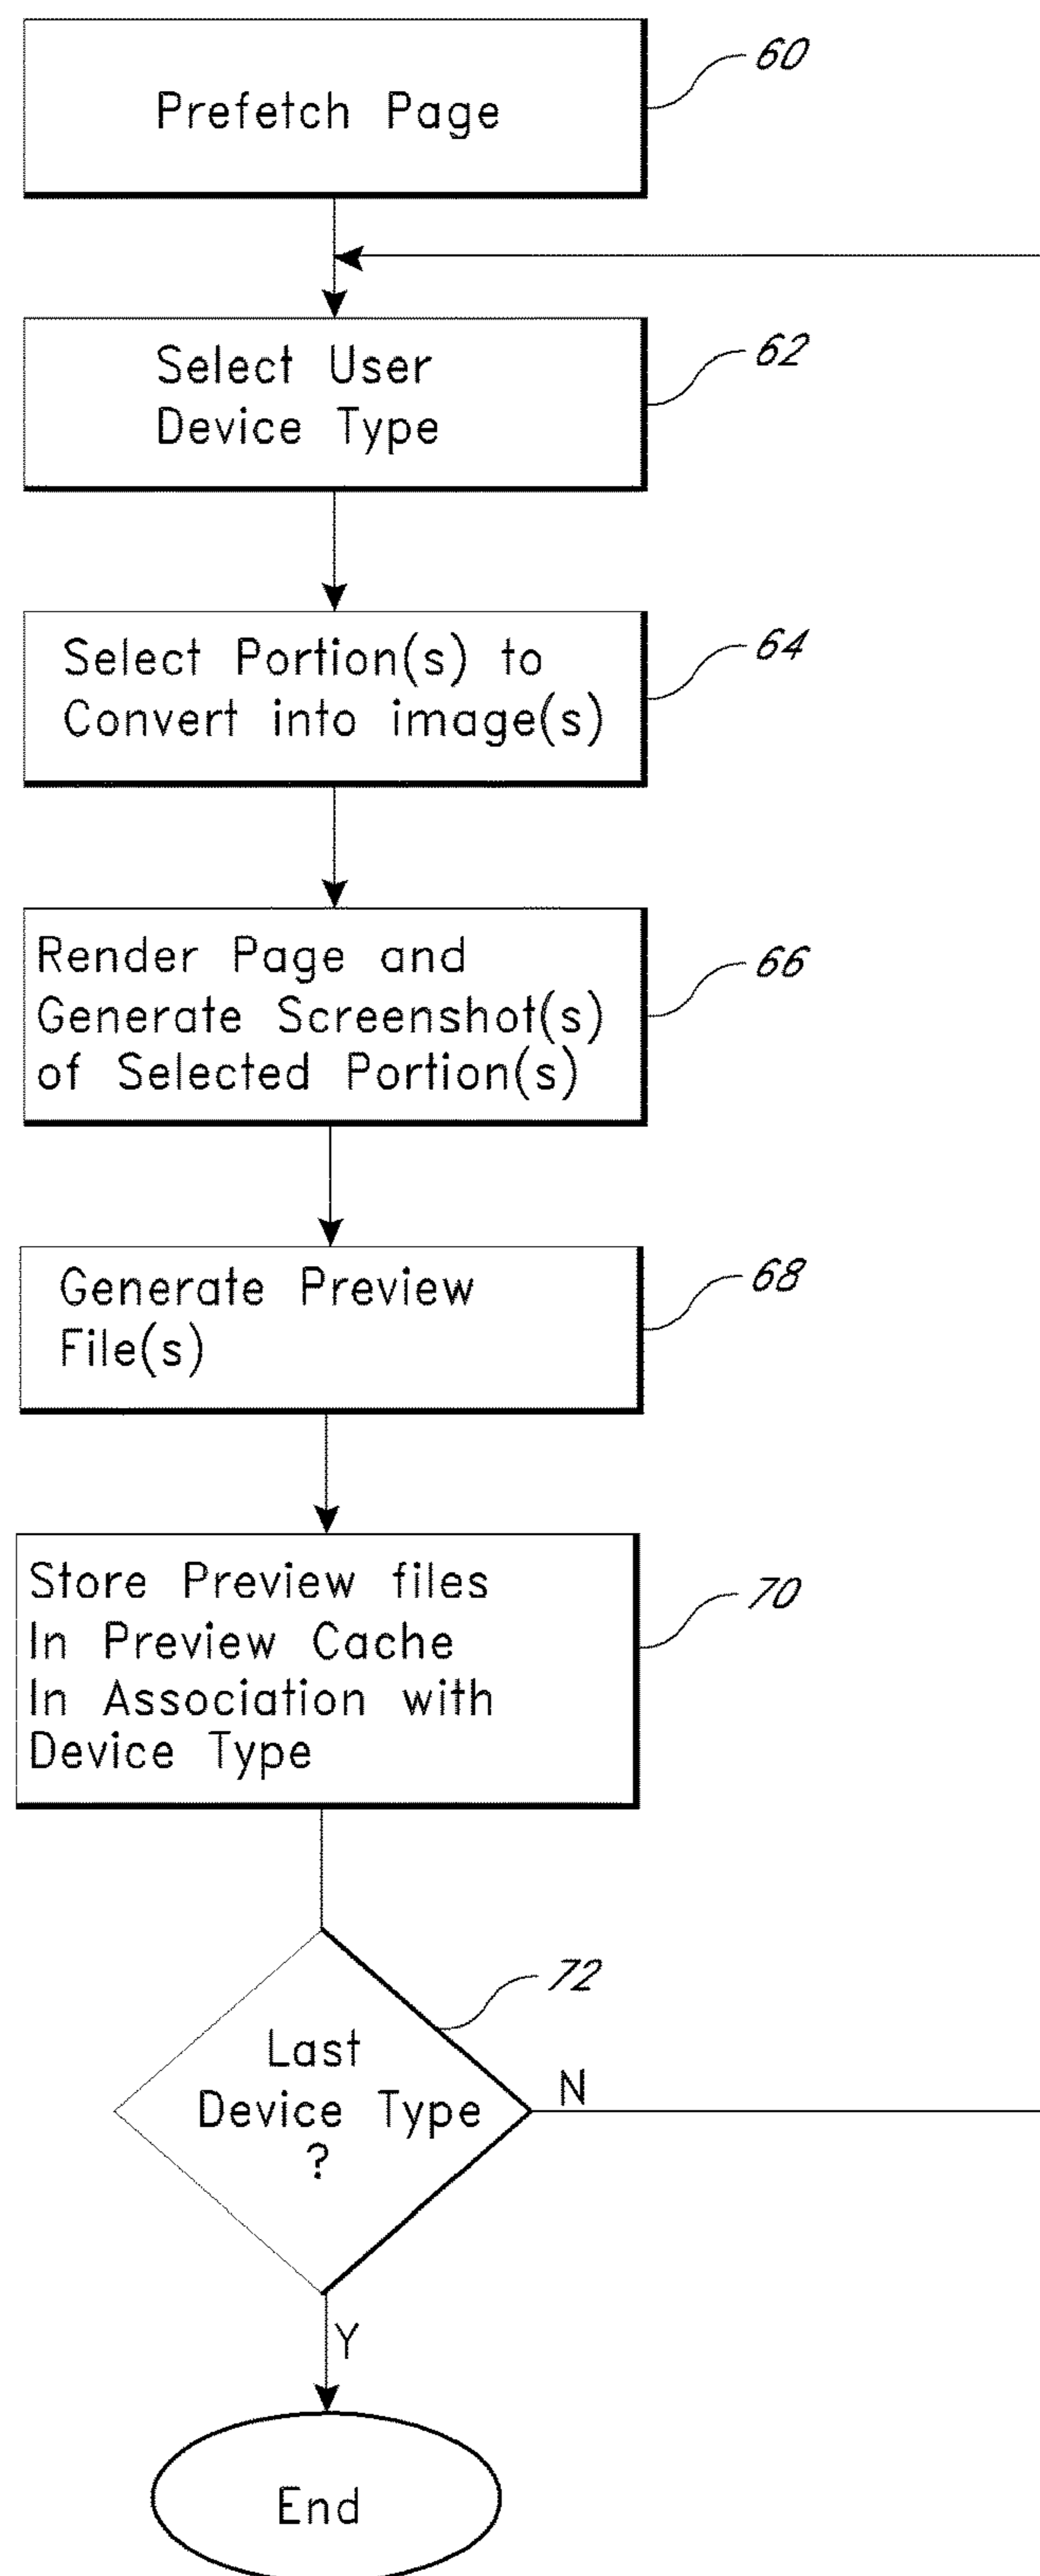 Prefetch Page
60
Select User
Device Type
62
Select Portion(s) to
Convert into image(s)
64
Render Page and
Generate Screenshot(s)
of Selected Portion(s)
66
Generate Preview
File(s)
68
Store Preview files
In Preview Cache
In Association with
Device Type
70
72
Last
Device Type
?
N
Y
End